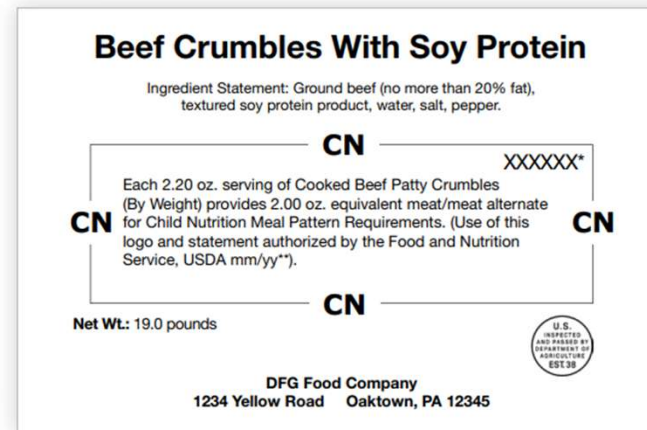 Beef Crumbles With Soy Protein
Ingredient Statement: Ground beef (no more than 20% fat),
textured soy protein product, water, salt, pepper.
CN
XXXXXX*
Each 2.20 oz. serving of Cooked Beef Patty Crumbles
(By Weight) provides 2.00 oz. equivalent meat/meat alternate
CN for Child Nutrition Meal Pattern Requirements. (Use of this CN
logo and statement authorized by the Food and Nutrition
Service, USDA mm/yy**).
CN
Net Wt.: 19.0 pounds
U.S.
INSPECTED
AND PASSED BY
DEPARTMENT OF
AGRICULTURE
EST. 38
DFG Food Company
1234 Yellow Road Oaktown, PA 12345